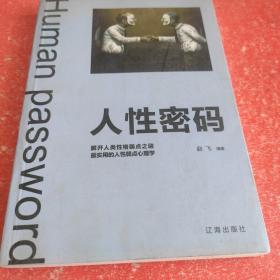 Human password
人性密码
解开人类性格弱点之谜
最实用的人性弱点心理学
赵飞 编著
辽海出版社